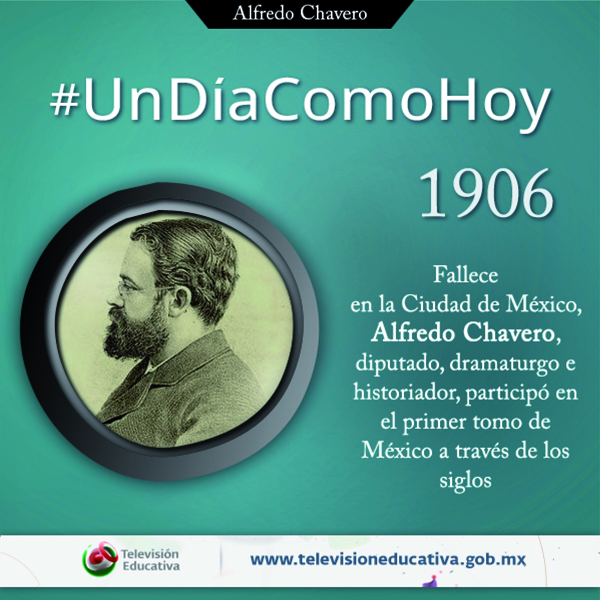 Alfredo Chavero
#UnDíaComoHoy
1906
Fallece
en la Ciudad de México,
Alfredo Chavero,
diputado, dramaturgo e
historiador, participó en
el primer tomo de
México a través de los
siglos
Televisión
Educativa
www.televisioneducativa.gob.mx